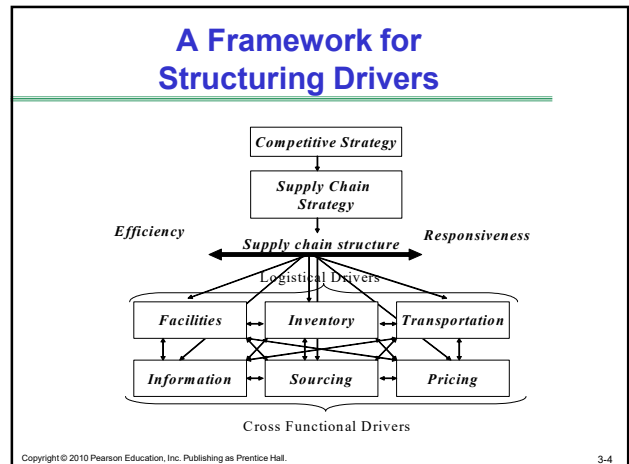 A Framework for
Structuring Drivers
Competitive Strategy
Supply Chain
Strategy
Efficiency
Supply chain structure
Responsiveness
Logistical Drivers
Facilities
Inventory
Transportation
Information
Sourcing
Pricing
Cross Functional Drivers
Copyright © 2010 Pearson Education, Inc. Publishing as Prentice Hall.
3-4